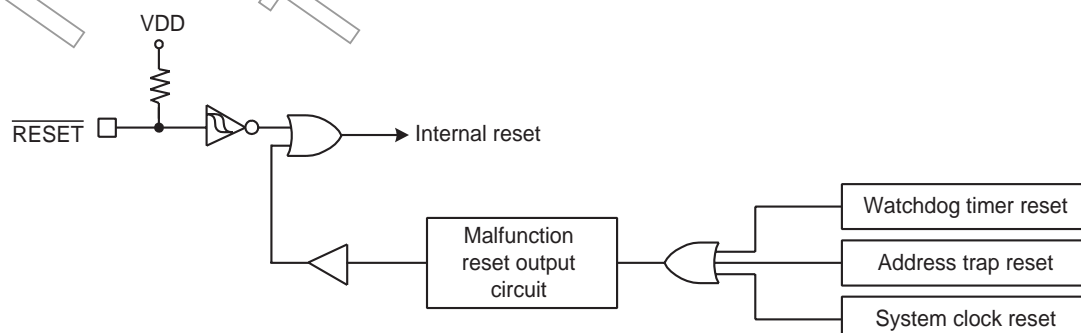 VDD
RESET
Internal reset
Watchdog timer reset
Malfunction
reset output
circuit
Address trap reset
System clock reset